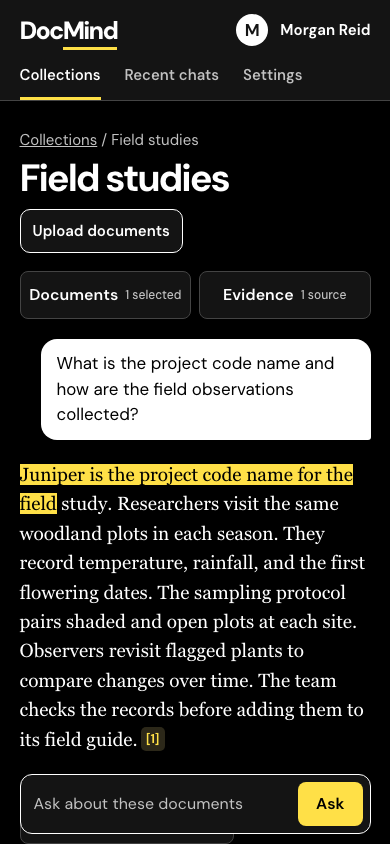 DocMind
M Morgan Reid
Collections Recent chats Settings
Collections / Field studies
Field studies
Upload documents
Documents 1 selected Evidence 1 source
What is the project code name and
how are the field observations
collected?
Juniper is the project code name for the
field study. Researchers visit the same
woodland plots in each season. They
record temperature, rainfall, and the first
flowering dates. The sampling protocol
pairs shaded and open plots at each site.
Observers revisit flagged plants to
compare changes over time. The team
checks the records before adding them to
its field guide. [1]
Ask about these documents Ask